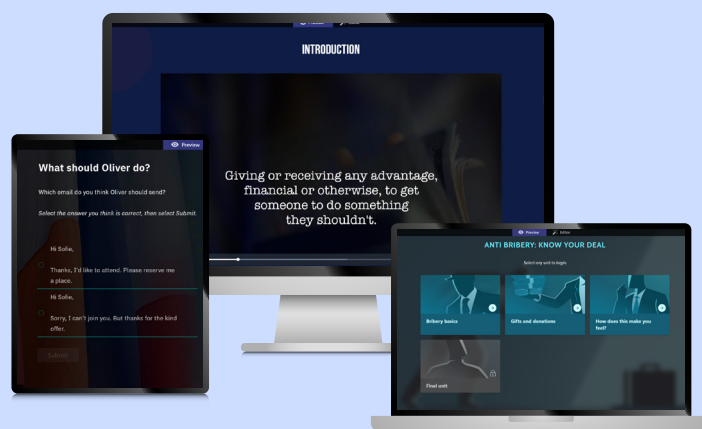 INTRODUCTION
Giving or receiving any advantage,
financial or otherwise, to get
someone to do something
they shouldn't.
Preview
What should Oliver do?
Which email do you think Oliver should send?
Select the answer you think is correct, then select Submit.
Hi Sofie,
Thanks, I'd like to attend. Please reserve me
a place.
Hi Sofie,
Sorry, I can't join you. But thanks for the kind
offer.
Submit
Preview Editor
ANTI BRIBERY: KNOW YOUR DEAL
Select any unit to begin.
Bribery basics
Gifts and donations
How does this make you
feel?
Final unit